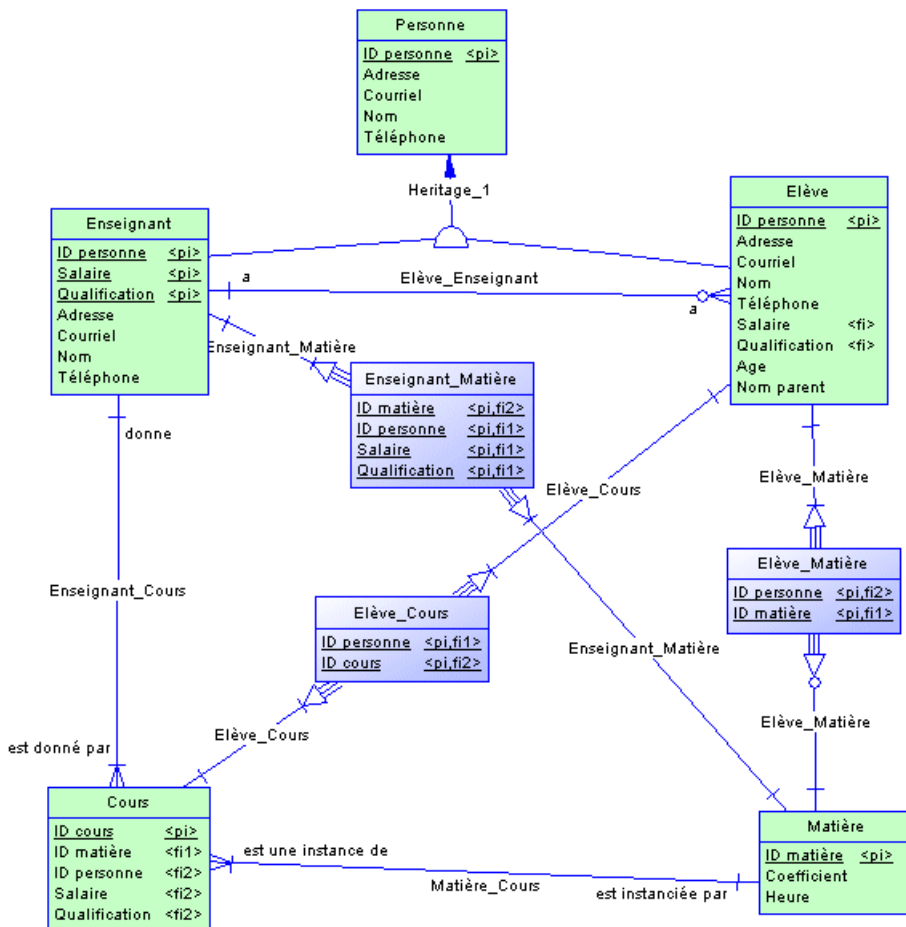 Personne
ID personne <pi>
Adresse
Courriel
Nom
Téléphone
Heritage_1
Enseignant
ID personne <pi>
Salaire <pi>
Qualification <pi>
Adresse
Courriel
Nom
Téléphone
Elève
ID personne <pi>
Adresse
Courriel
Nom
Téléphone
Salaire <fi>
Qualification <fi>
Age
Nom parent
a
Elève_Enseignant
a
Enseignant_Matière
Enseignant_Matière
ID matière <pi,fi2>
ID personne <pi,fi1>
Salaire <pi,fi1>
Qualification <pi,fi1>
donne
Elève_Cours
Elève_Matière
Elève_Matière
ID personne <pi,fi2>
ID matière <pi,fi1>
Enseignant_Cours
Elève_Cours
ID personne <pi,fi1>
ID cours <pi,fi2>
Enseignant_Matière
Elève_Matière
Elève_Cours
est donné par
Cours
ID cours <pi>
ID matière <fi1>
ID personne <fi2>
Salaire <fi2>
Qualification <fi2>
est une instance de
Matière_Cours
est instanciée par
Matière
ID matière <pi>
Coefficient
Heure